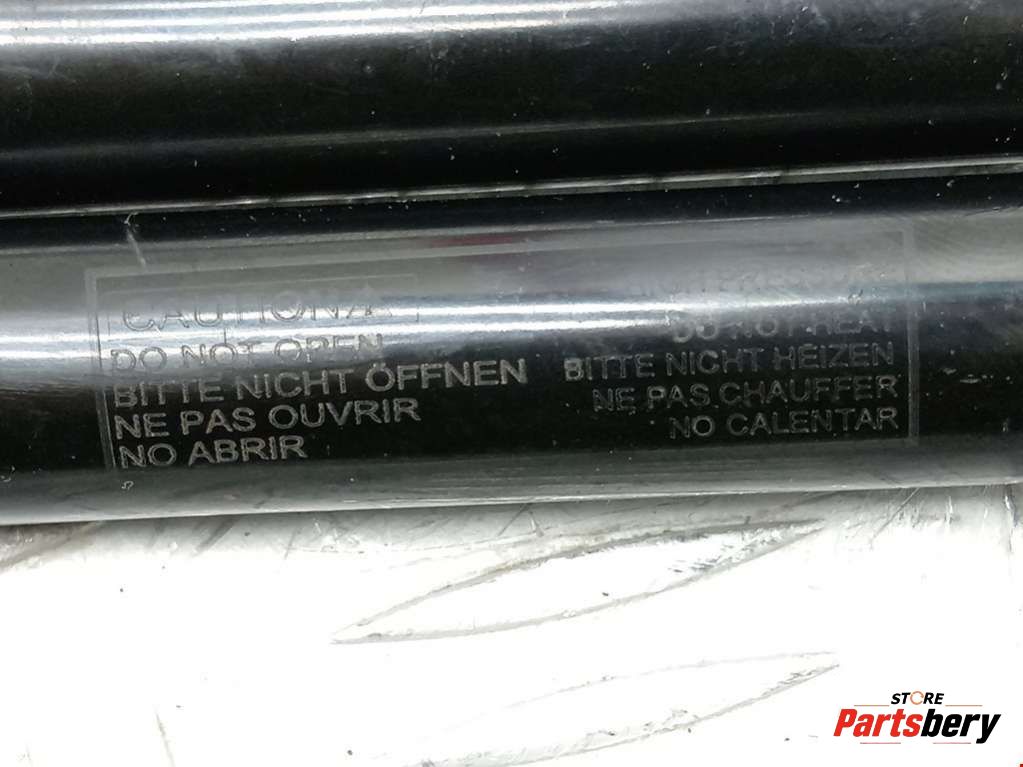 CAUTION
DO NOT OPEN
BITTE NICHT ÖFFNEN
NE PAS OUVRIR
NO ABRIR
DO NOT HEAT
BITTE NICHT HEIZEN
NE PAS CHAUFFER
NO CALENTAR
STORE
Partsbery